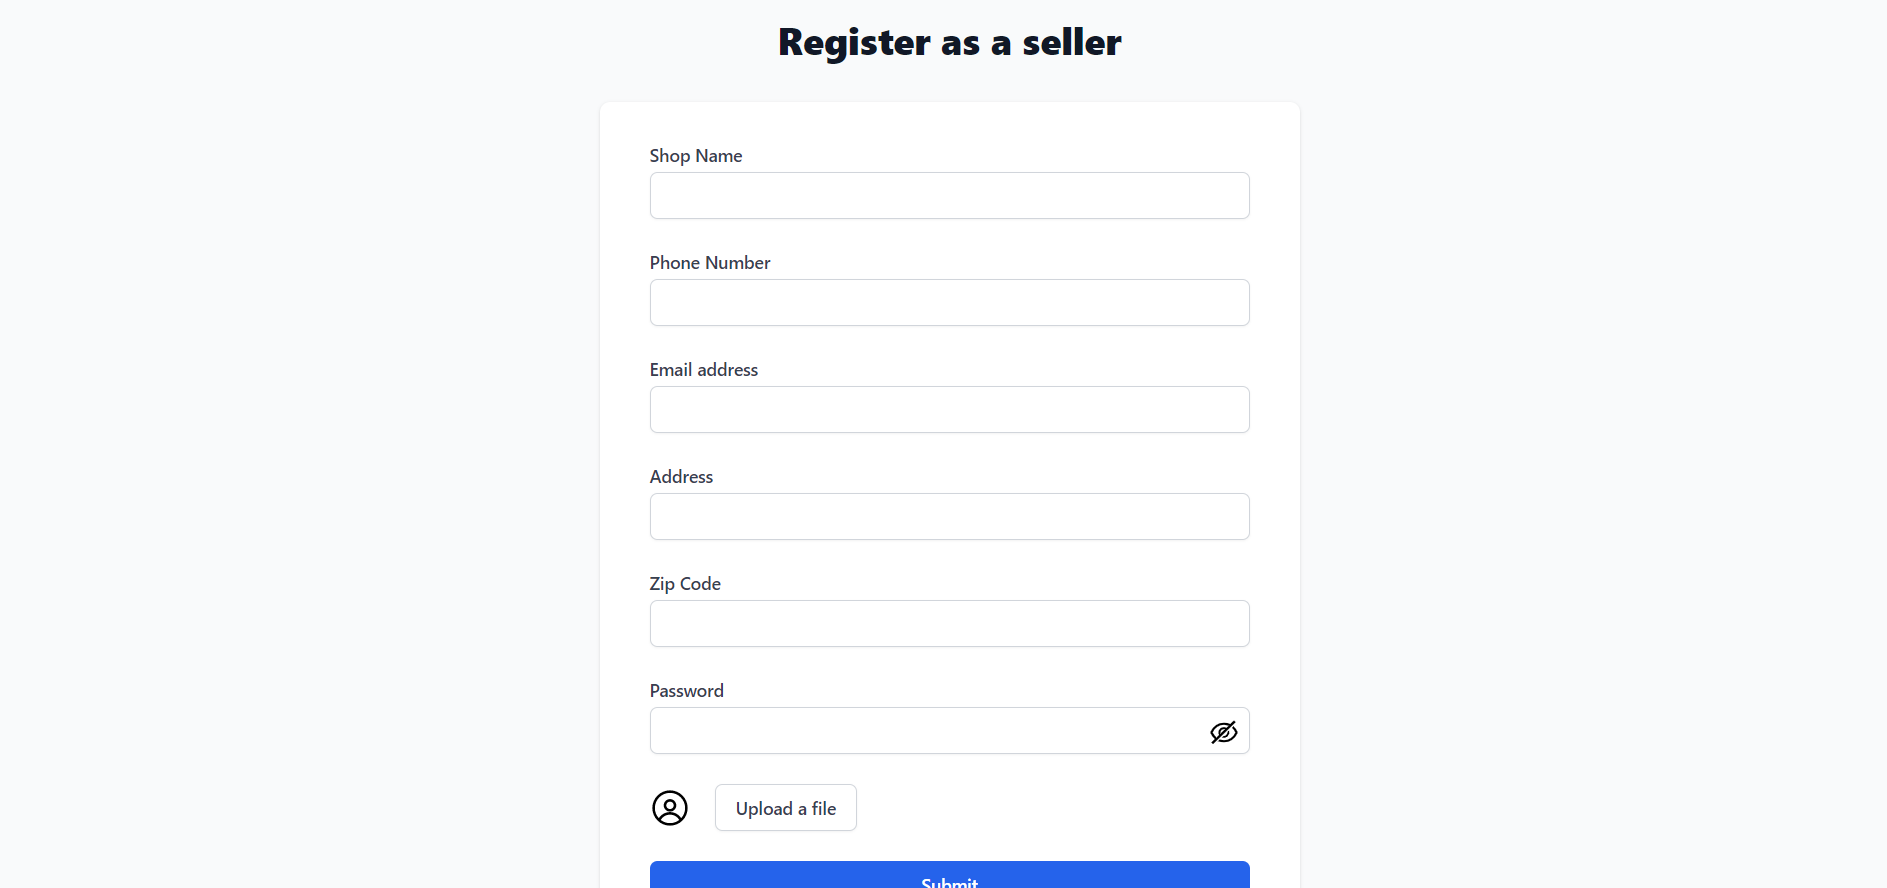 Register as a seller
Shop Name
Phone Number
Email address
Address
Zip Code
Password
Upload a file
Submit